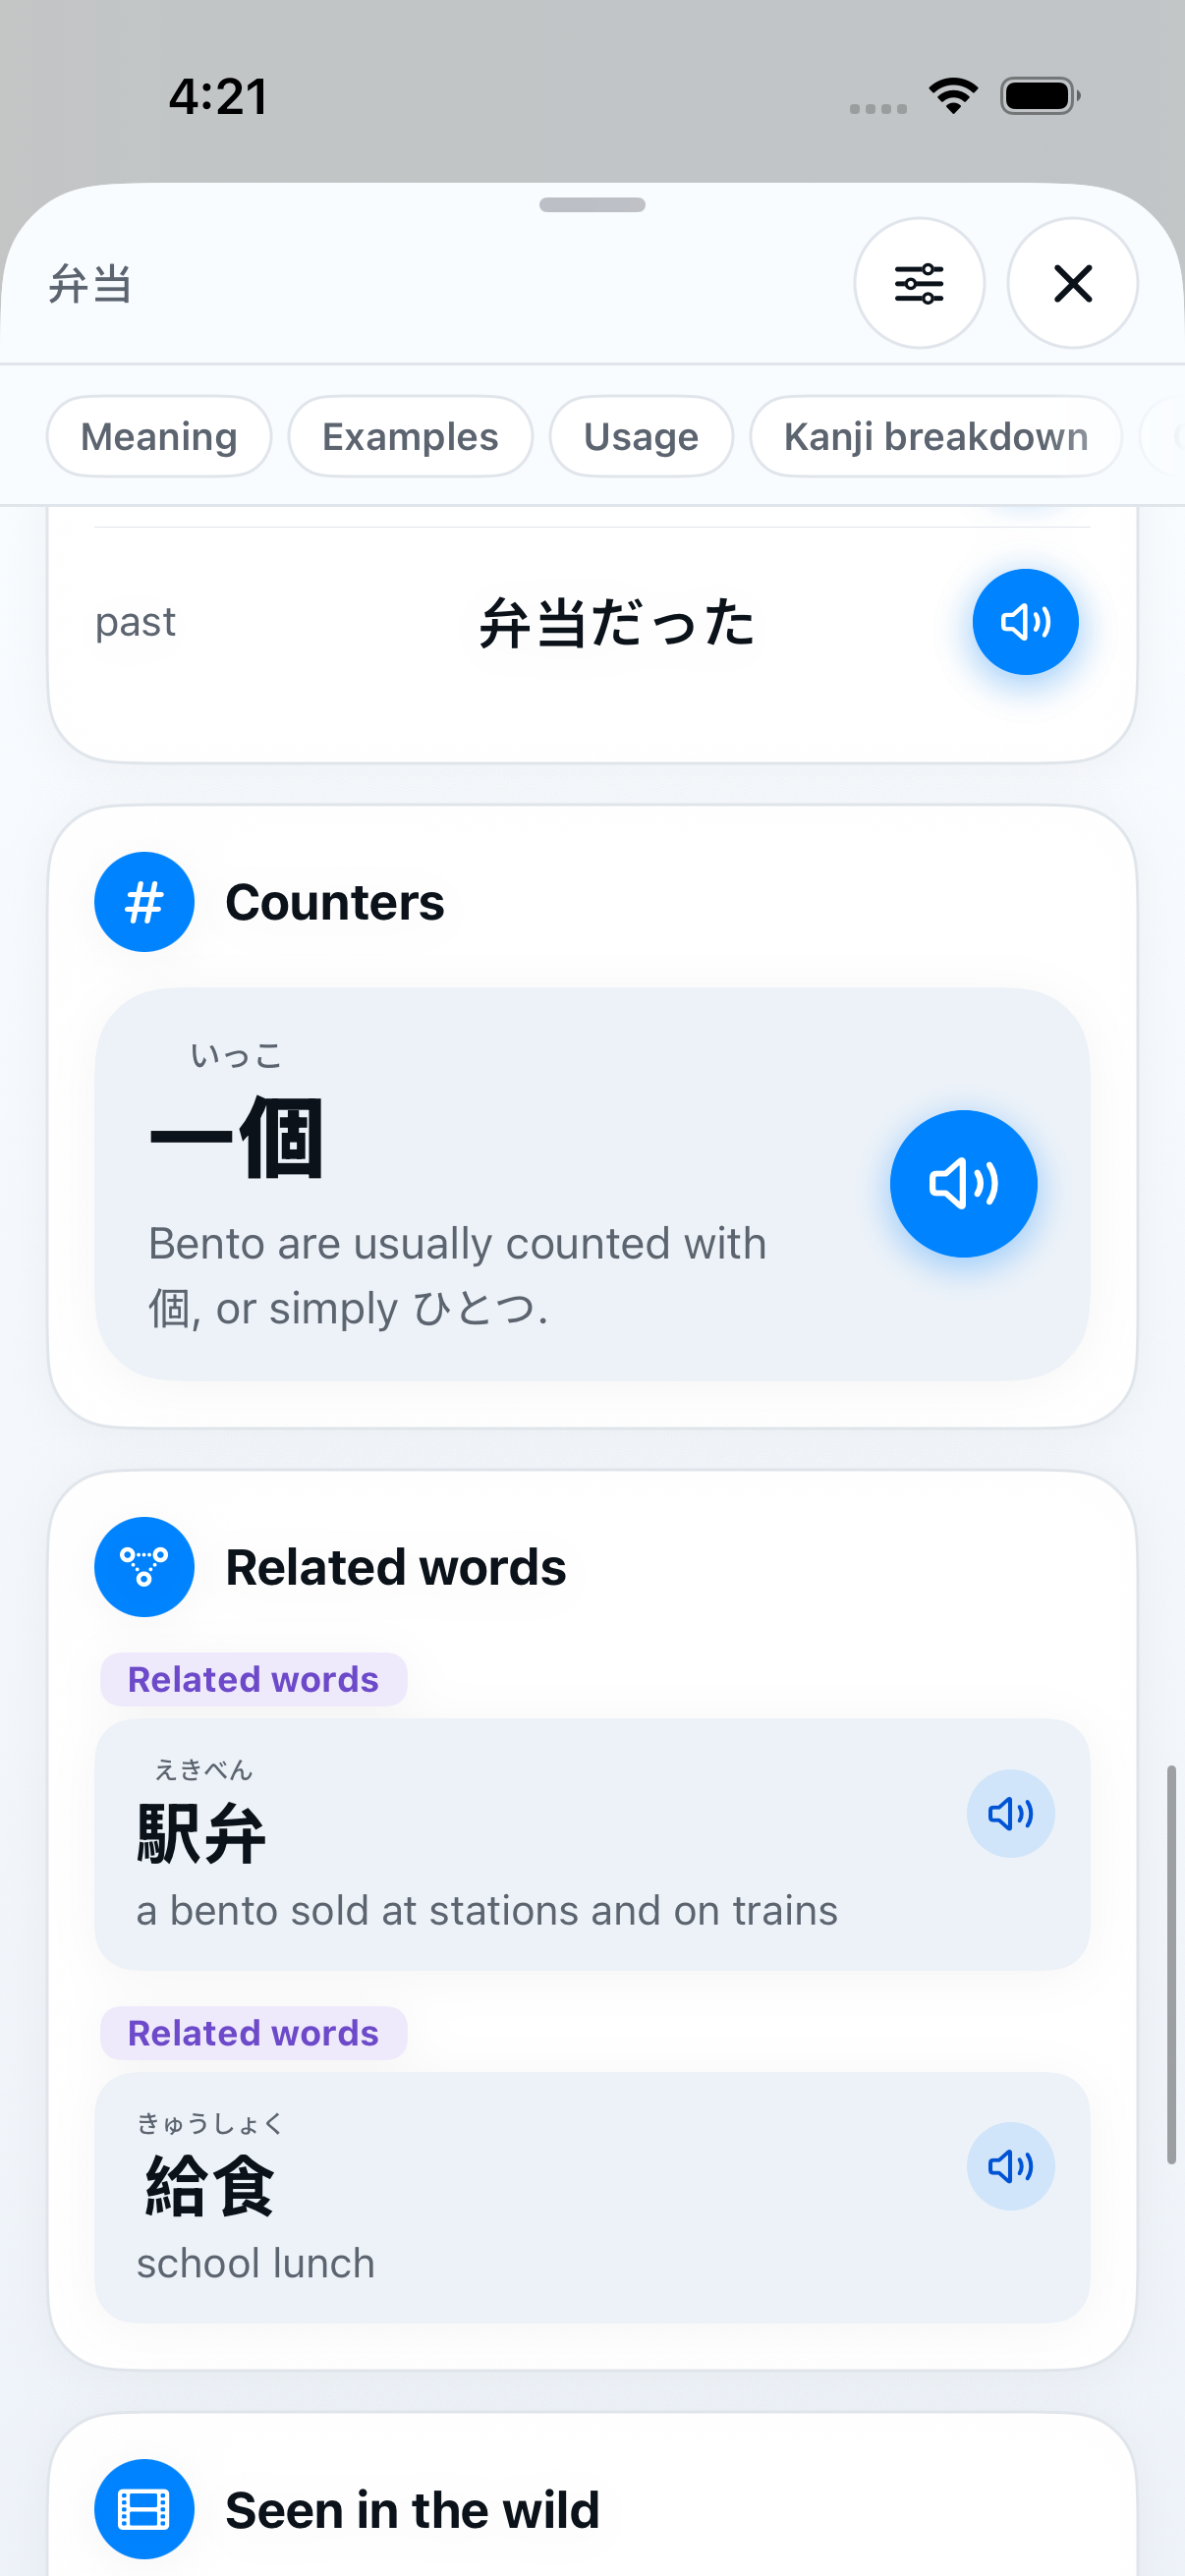 4:21
弁当
Meaning
Examples
Usage
Kanji breakdown
past
弁当だった
Counters
いっこ
一個
Bento are usually counted with
個, or simply ひとつ.
Related words
Related words
えきべん
駅弁
a bento sold at stations and on trains
Related words
きゅうしょく
給食
school lunch
Seen in the wild